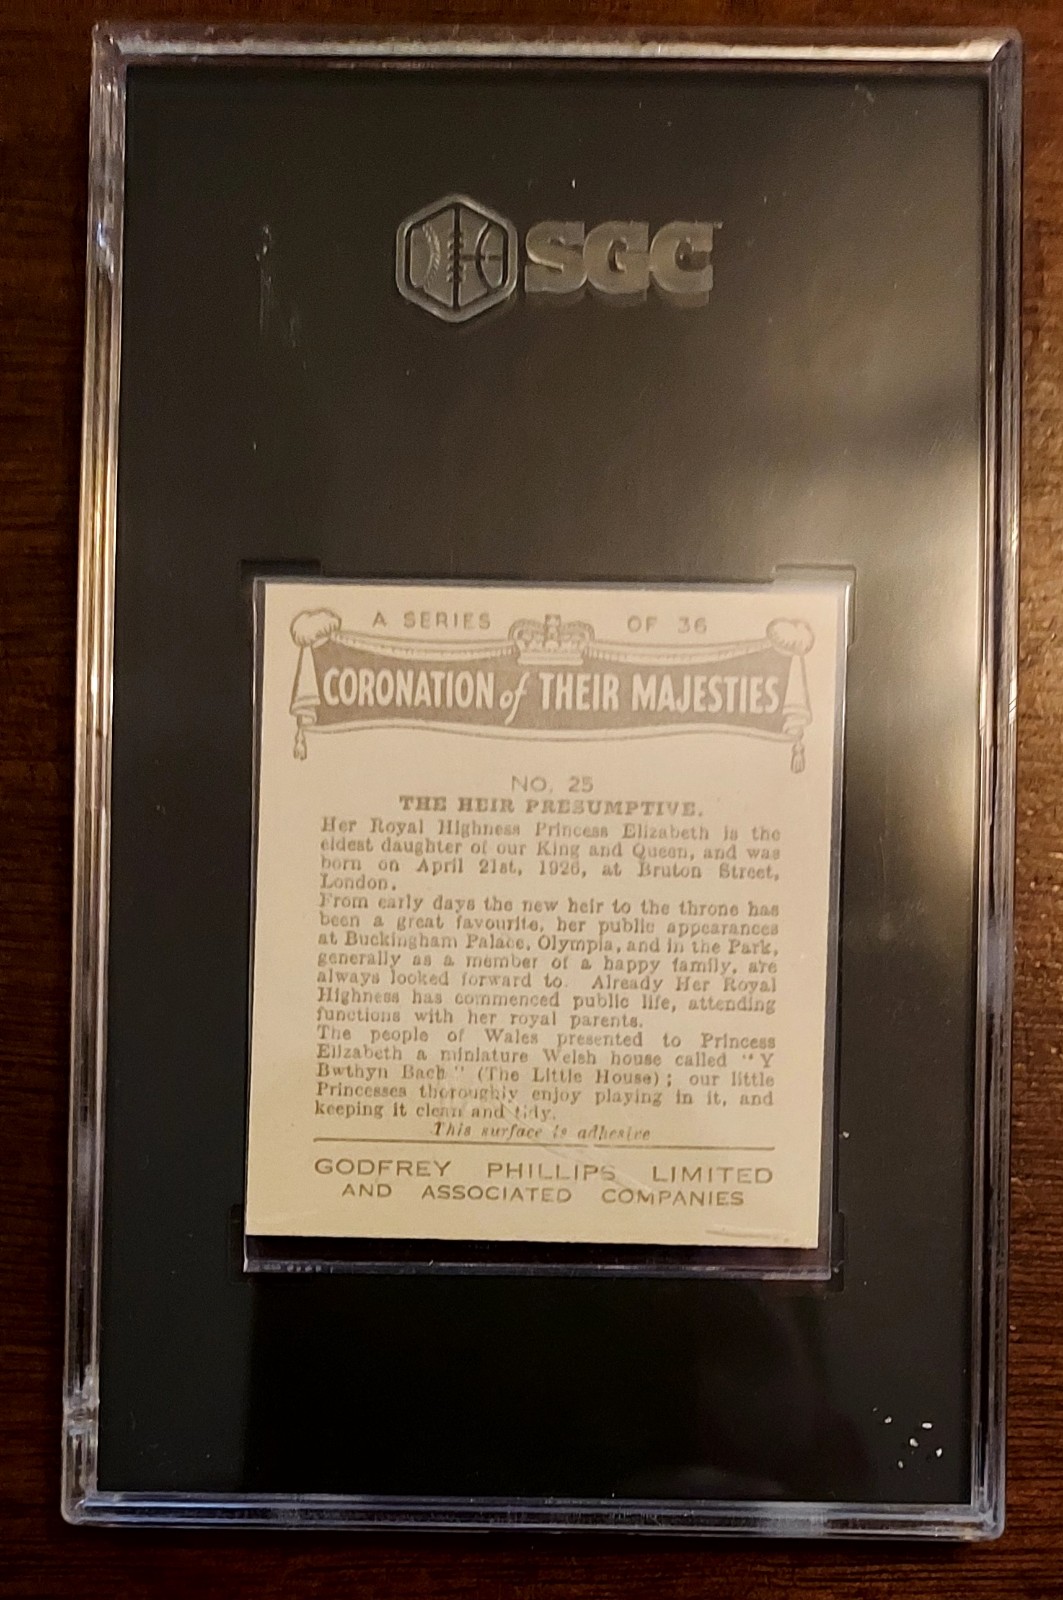 SGC
A SERIES OF 36
CORONATION of THEIR MAJESTIES
NO. 25
THE HEIR PRESUMPTIVE.
Her Royal Highness Princess Elizabeth is the
eldest daughter of our King and Queen, and was
born on April 21st, 1926, at Bruton Street,
London.
From early days the new heir to the throne has
been a great favourite, her public appearances
at Buckingham Palace, Olympia, and in the Park,
generally as a member of a happy family, are
always looked forward to. Already Her Royal
Highness has commenced public life, attending
functions with her royal parents.
The people of Wales presented to Princess
Elizabeth a miniature Welsh house called "Y
Bwthyn Bach" (The Little House); our little
Princesses thoroughly enjoy playing in it, and
keeping it clean and tidy.
This surface is adhesive
GODFREY PHILLIPS LIMITED
AND ASSOCIATED COMPANIES